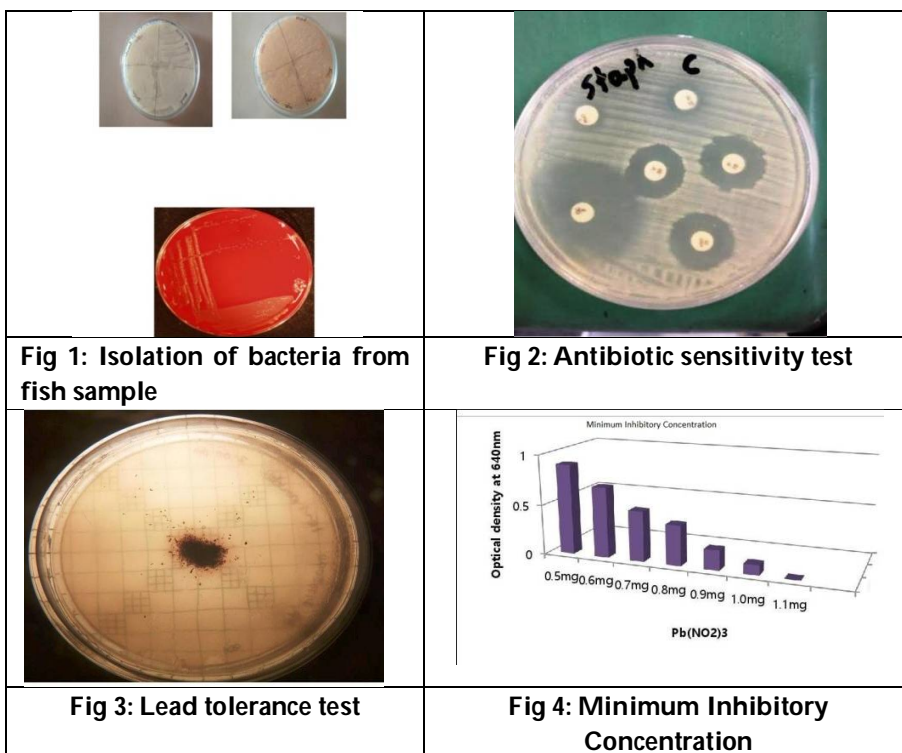 Fig 1: Isolation of bacteria from
fish sample
Staph C
Fig 2: Antibiotic sensitivity test
Fig 3: Lead tolerance test
Minimum Inhibitory Concentration
Optical density at 640nm
1
0.5
0
0.5mg 0.6mg 0.7mg 0.8mg 0.9mg 1.0mg 1.1mg
Pb(NO2)3
Fig 4: Minimum Inhibitory
Concentration